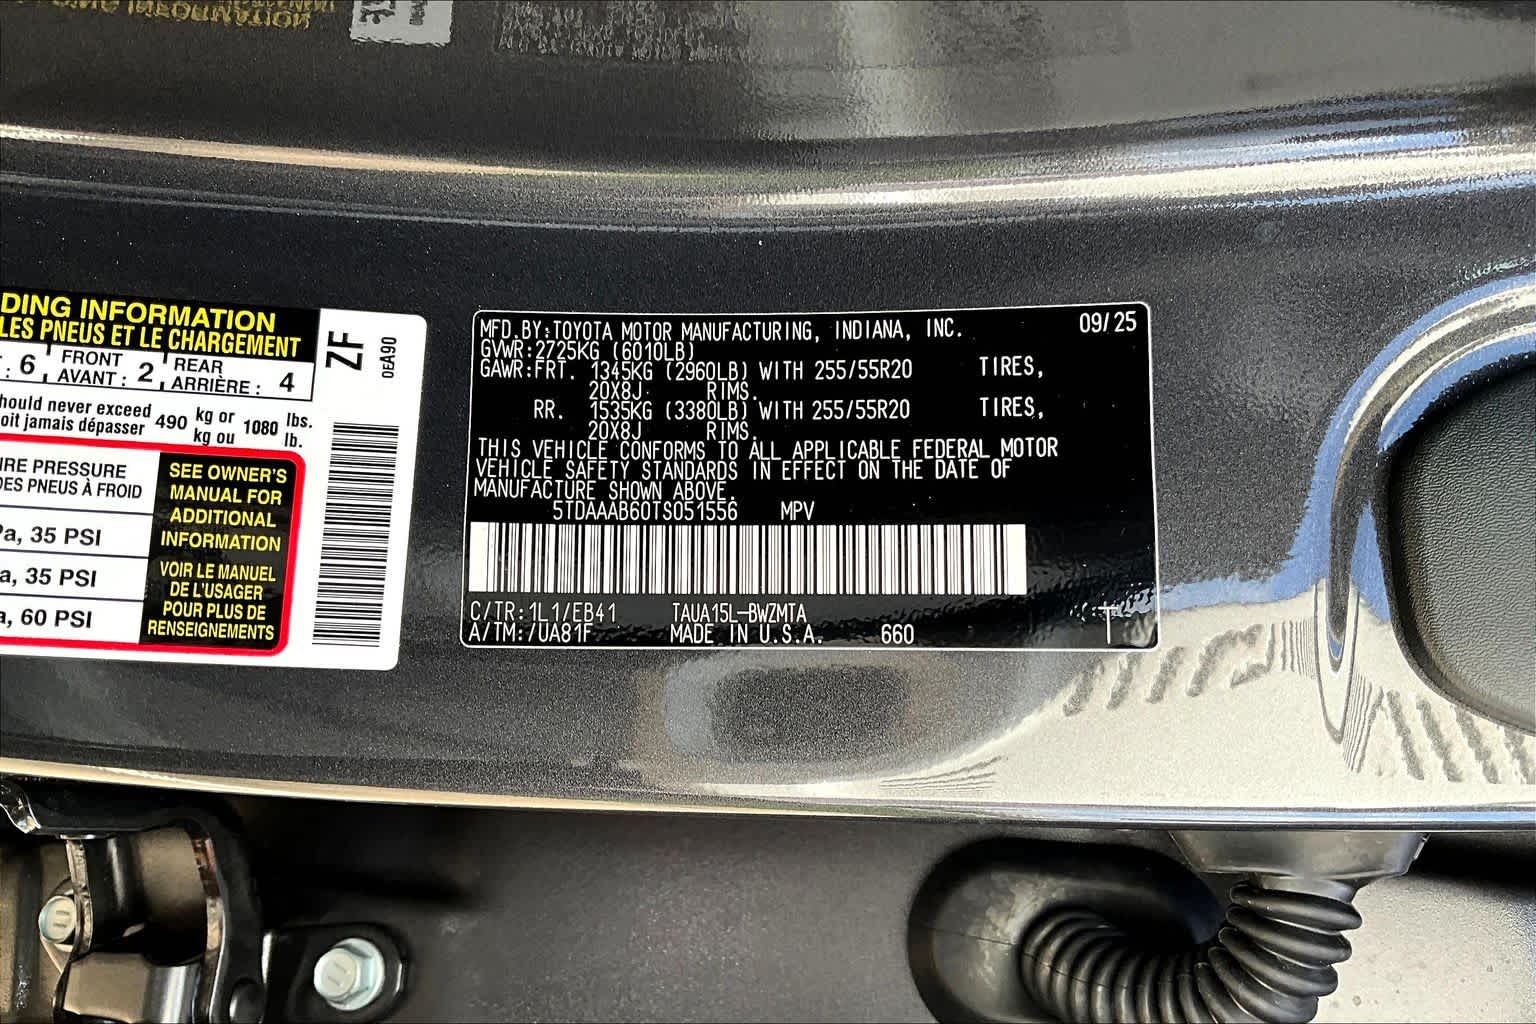 DING INFORMATION
LES PNEUS ET LE CHARGEMENT
: 6 FRONT AVANT : 2 REAR ARRIÈRE : 4
hould never exceed 490 kg or 1080 lbs.
oit jamais dépasser kg ou lb.
IRE PRESSURE
DES PNEUS À FROID
Pa, 35 PSI
a, 35 PSI
a, 60 PSI
SEE OWNER'S
MANUAL FOR
ADDITIONAL
INFORMATION
VOIR LE MANUEL
DE L'USAGER
POUR PLUS DE
RENSEIGNEMENTS
ZF
0EA90
MFD.BY:TOYOTA MOTOR MANUFACTURING, INDIANA, INC. 09/25
GVWR:2725KG (6010LB)
GAWR:FRT. 1345KG (2960LB) WITH 255/55R20 TIRES,
20X8J RIMS.
RR. 1535KG (3380LB) WITH 255/55R20 TIRES,
20X8J RIMS.
THIS VEHICLE CONFORMS TO ALL APPLICABLE FEDERAL MOTOR
VEHICLE SAFETY STANDARDS IN EFFECT ON THE DATE OF
MANUFACTURE SHOWN ABOVE.
5TDAAAB60TS051556 MPV
C/TR:1L1/EB41 TAUA15L-BWZMTA
A/TM:/UA81F MADE IN U.S.A. 660 T